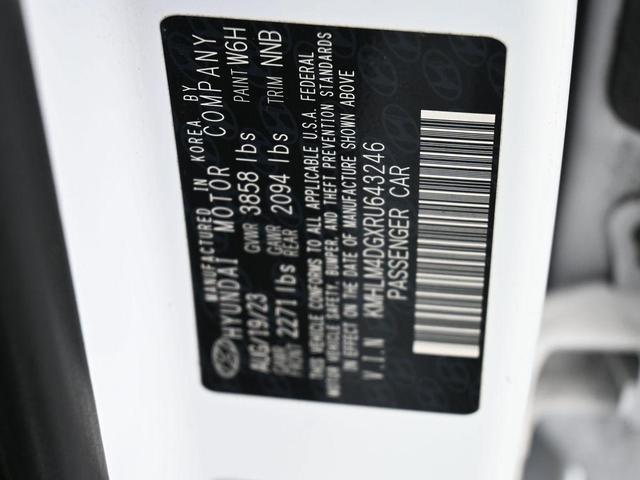 MANUFACTURED IN KOREA BY
HYUNDAI MOTOR COMPANY
AUG/19/23 GVWR 3858 lbs PAINT W6H
GAWR FRONT 2271 lbs GAWR REAR 2094 lbs TRIM NNB
THIS VEHICLE CONFORMS TO ALL APPLICABLE U.S.A. FEDERAL
MOTOR VEHICLE SAFETY, BUMPER, AND THEFT PREVENTION STANDARDS
IN EFFECT ON THE DATE OF MANUFACTURE SHOWN ABOVE
V.I.N KMHLM4DGXRU643246
PASSENGER CAR